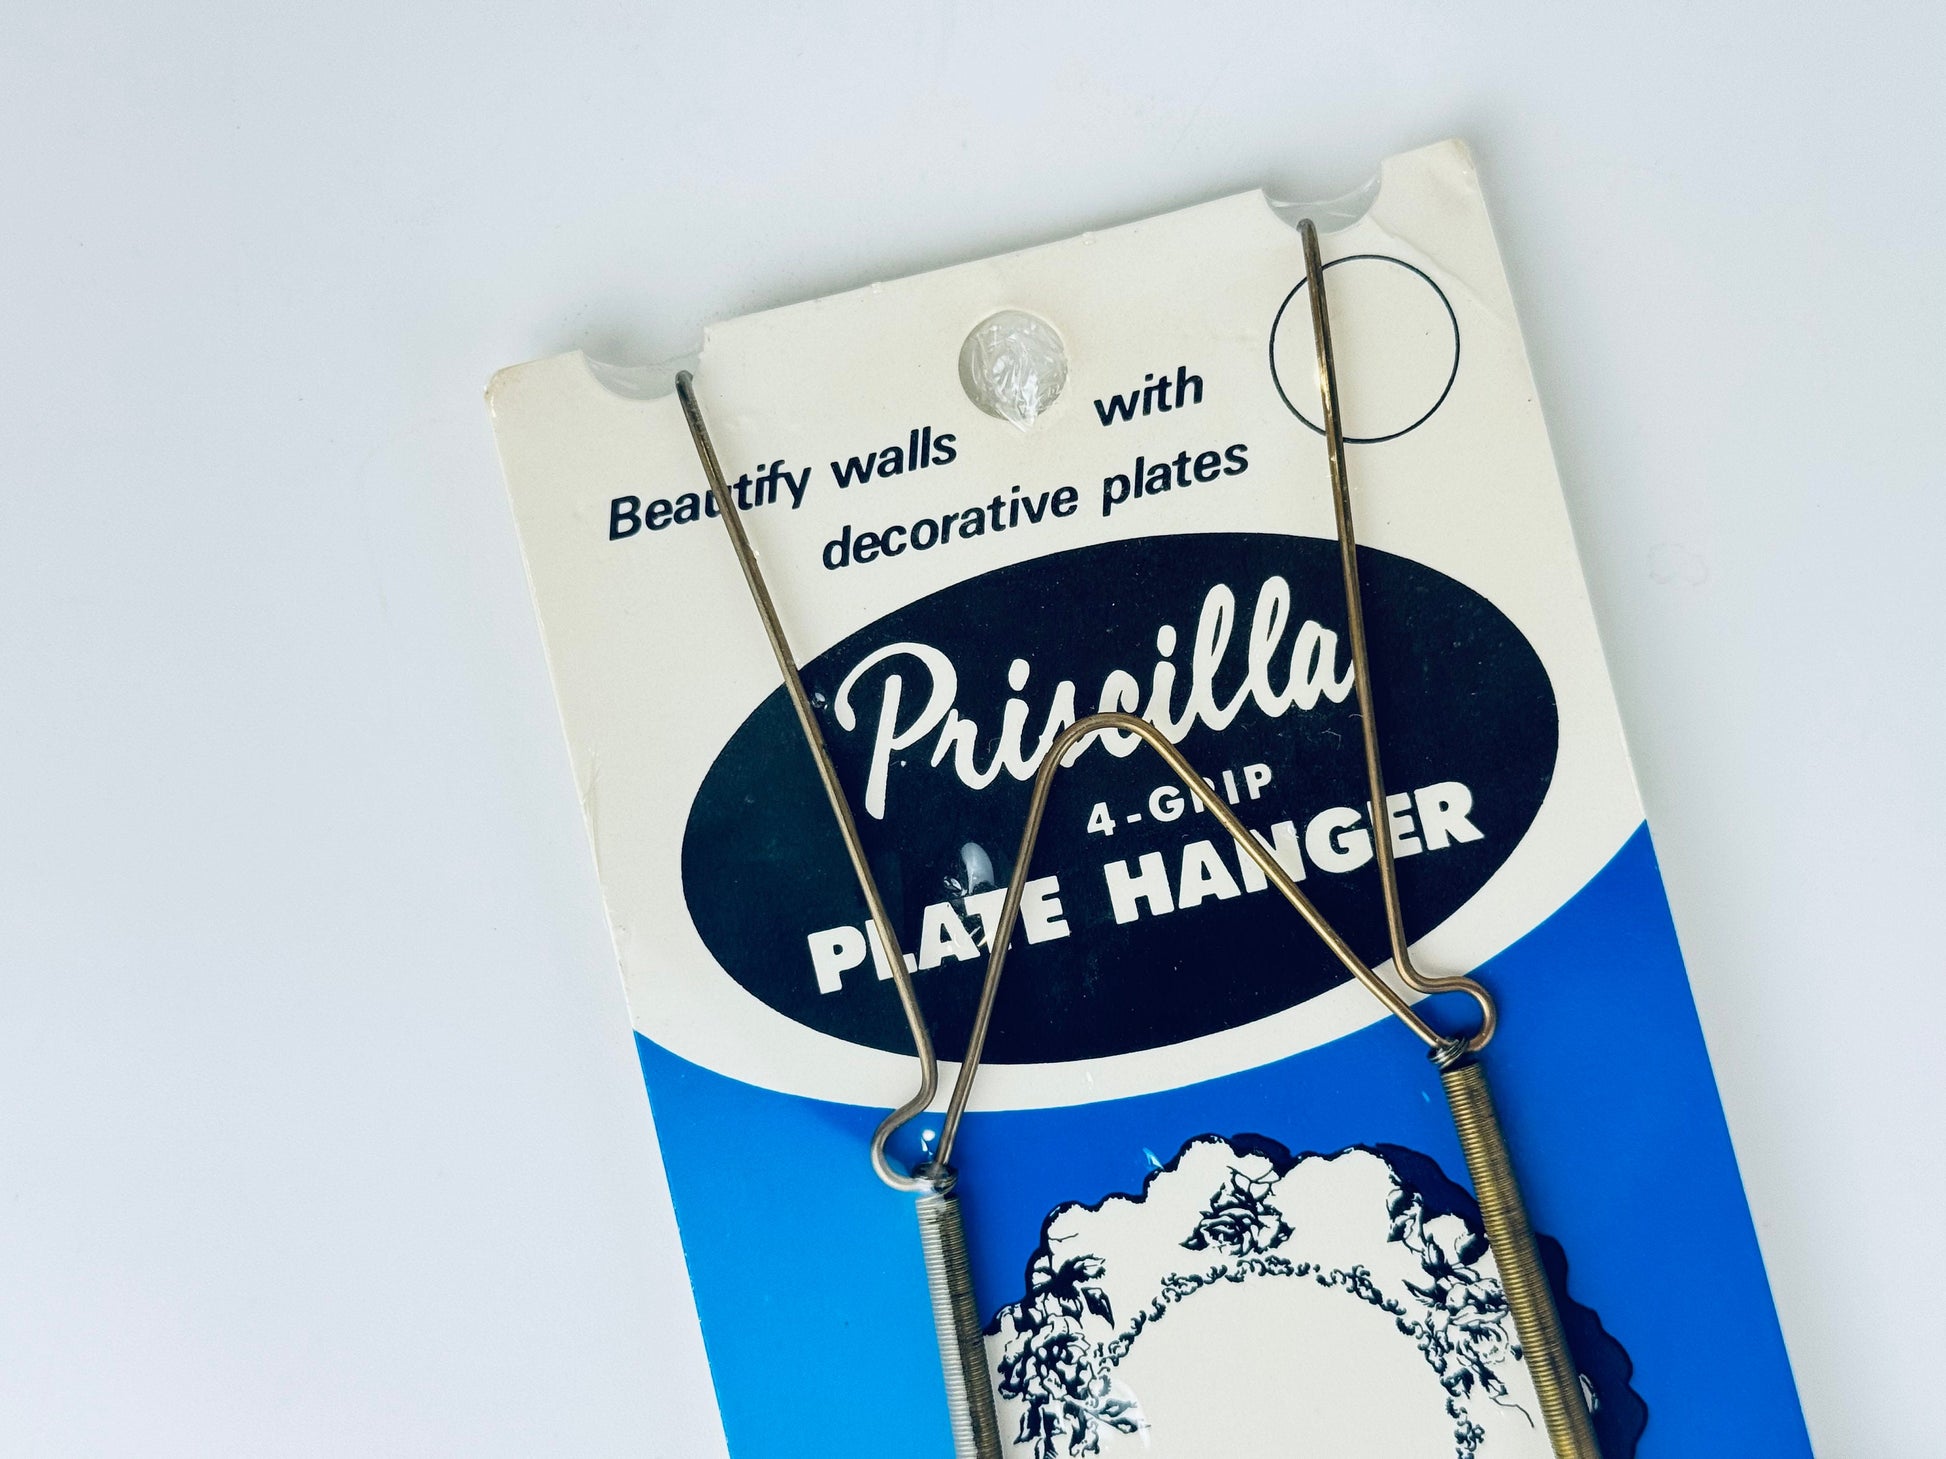 Beautify walls with
decorative plates
Priscilla
4-GRIP
PLATE HANGER